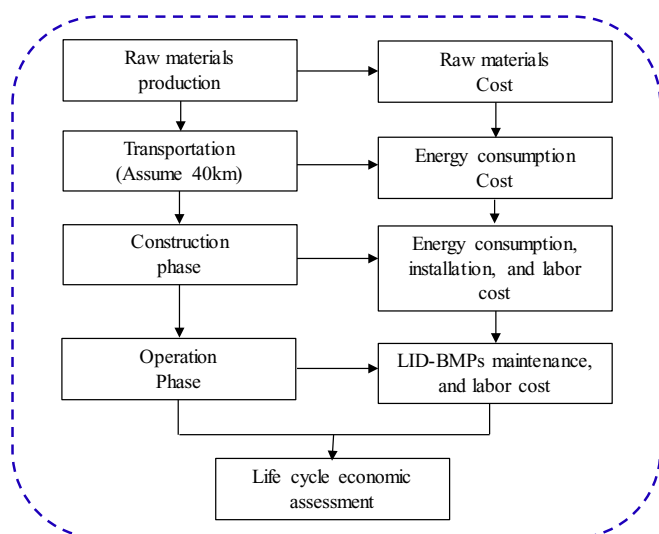 Raw materials
production
Raw materials
Cost
Transportation
(Assume 40km)
Energy consumption
Cost
Construction
phase
Energy consumption,
installation, and labor
cost
Operation
Phase
LID-BMPs maintenance,
and labor cost
Life cycle economic
assessment